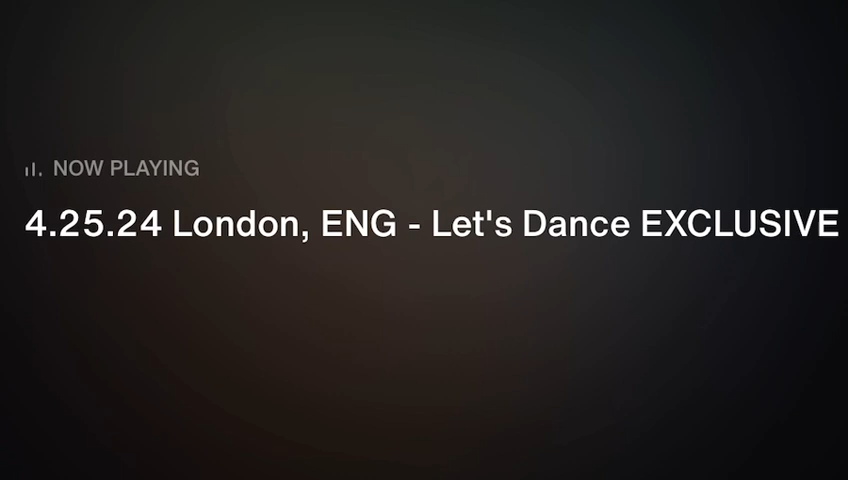 NOW PLAYING
4.25.24 London, ENG - Let's Dance EXCLUSIVE